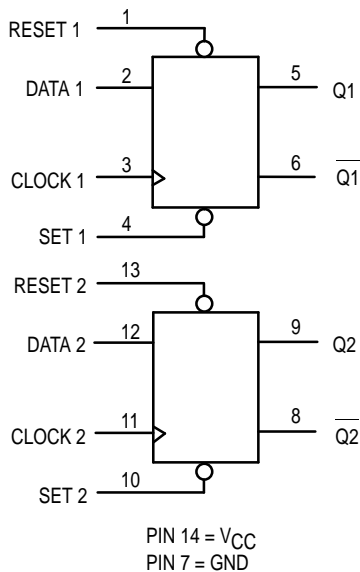 RESET 1 1
DATA 1 2 5 Q1
CLOCK 1 3 6 Q1
SET 1 4
RESET 2 13
DATA 2 12 9 Q2
CLOCK 2 11 8 Q2
SET 2 10
PIN 14 = VCC
PIN 7 = GND